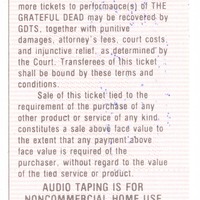 more tickets to performance(s) of THE
GRATEFUL DEAD may be recovered by
GDTS, together with punitive
damages, attorney's fees, court costs,
and injunctive relief, as determined by
the Court. Transferees of this ticket
shall be bound by these terms and
conditions.
Sale of this ticket tied to the
requirement of the purchase of any
other product or service of any kind,
constitutes a sale above face value to
the extent that any payment above
face value is required of the
purchaser, without regard to the value
of the tied service or product.
AUDIO TAPING IS FOR
NONCOMMERCIAL HOME USE